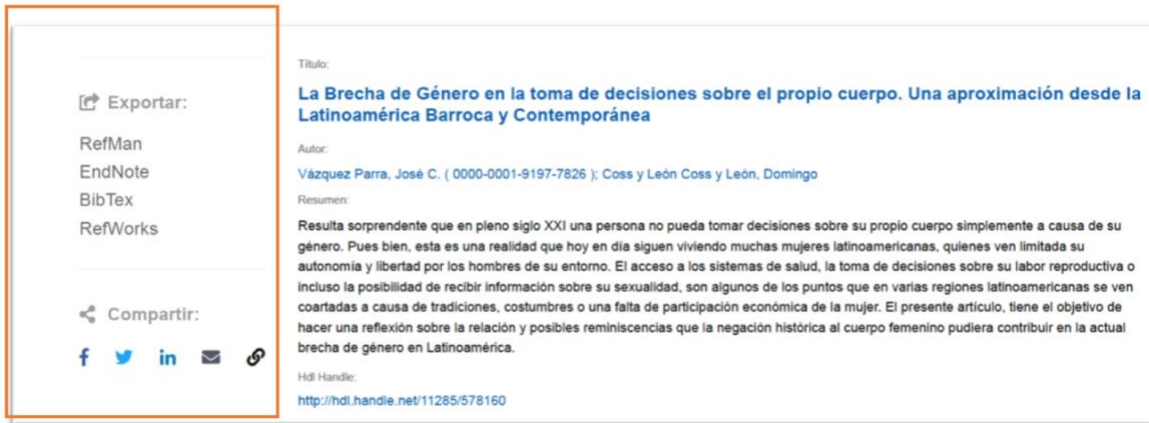 Exportar:
RefMan
EndNote
BibTex
RefWorks
Compartir:
Título:
La Brecha de Género en la toma de decisiones sobre el propio cuerpo. Una aproximación desde la
Latinoamérica Barroca y Contemporánea
Autor:
Vázquez Parra, José C. ( 0000-0001-9197-7826 ); Coss y León Coss y León, Domingo
Resumen:
Resulta sorprendente que en pleno siglo XXI una persona no pueda tomar decisiones sobre su propio cuerpo simplemente a causa de su
género. Pues bien, esta es una realidad que hoy en día siguen viviendo muchas mujeres latinoamericanas, quienes ven limitada su
autonomía y libertad por los hombres de su entorno. El acceso a los sistemas de salud, la toma de decisiones sobre su labor reproductiva o
incluso la posibilidad de recibir información sobre su sexualidad, son algunos de los puntos que en varias regiones latinoamericanas se ven
coartadas a causa de tradiciones, costumbres o una falta de participación económica de la mujer. El presente artículo, tiene el objetivo de
hacer una reflexión sobre la relación y posibles reminiscencias que la negación histórica al cuerpo femenino pudiera contribuir en la actual
brecha de género en Latinoamérica.
Hdl Handle:
http://hdl.handle.net/11285/578160